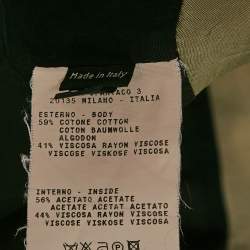 Made in Italy
20135 MILANO - ITALIA
ESTERNO - BODY
59% COTONE COTTON
COTON BAUMWOLLE
ALGODON
41% VISCOSA RAYON VISCOSE
VISCOSE VISKOSE VISCOSA
INTERNO - INSIDE
56% ACETATO ACETATE
ACETATE ACETAT ACETATO
44% VISCOSA RAYON VISCOSE
VISCOSE VISKOSE VISCOSA